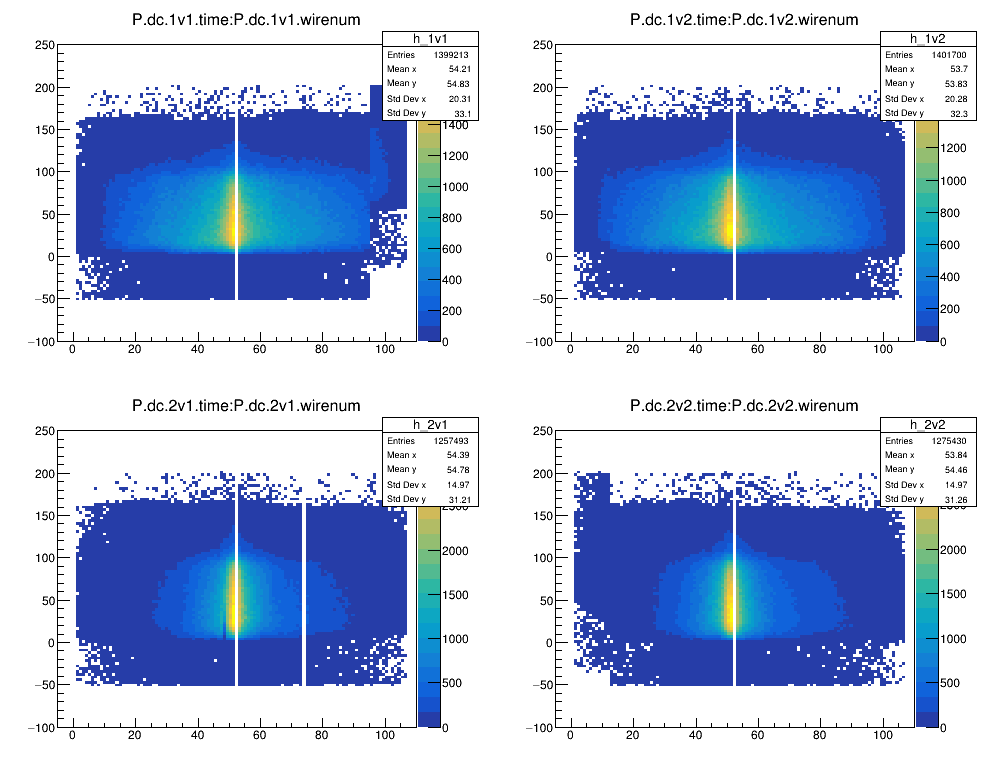 P.dc.1v1.time:P.dc.1v1.wirenum
h_1v1
Entries 1399213
Mean x 54.21
Mean y 54.83
Std Dev x 20.31
Std Dev y 33.1
250
200
150
100
50
0
−50
−100
0 20 40 60 80 100
1400
1200
1000
800
600
400
200
0
P.dc.1v2.time:P.dc.1v2.wirenum
h_1v2
Entries 1401700
Mean x 53.7
Mean y 53.83
Std Dev x 20.28
Std Dev y 32.3
250
200
150
100
50
0
−50
−100
0 20 40 60 80 100
1200
1000
800
600
400
200
0
P.dc.2v1.time:P.dc.2v1.wirenum
h_2v1
Entries 1257493
Mean x 54.39
Mean y 54.78
Std Dev x 14.97
Std Dev y 31.21
250
200
150
100
50
0
−50
−100
0 20 40 60 80 100
2000
1500
1000
500
0
P.dc.2v2.time:P.dc.2v2.wirenum
h_2v2
Entries 1275430
Mean x 53.84
Mean y 54.46
Std Dev x 14.97
Std Dev y 31.26
250
200
150
100
50
0
−50
−100
0 20 40 60 80 100
2000
1500
1000
500
0